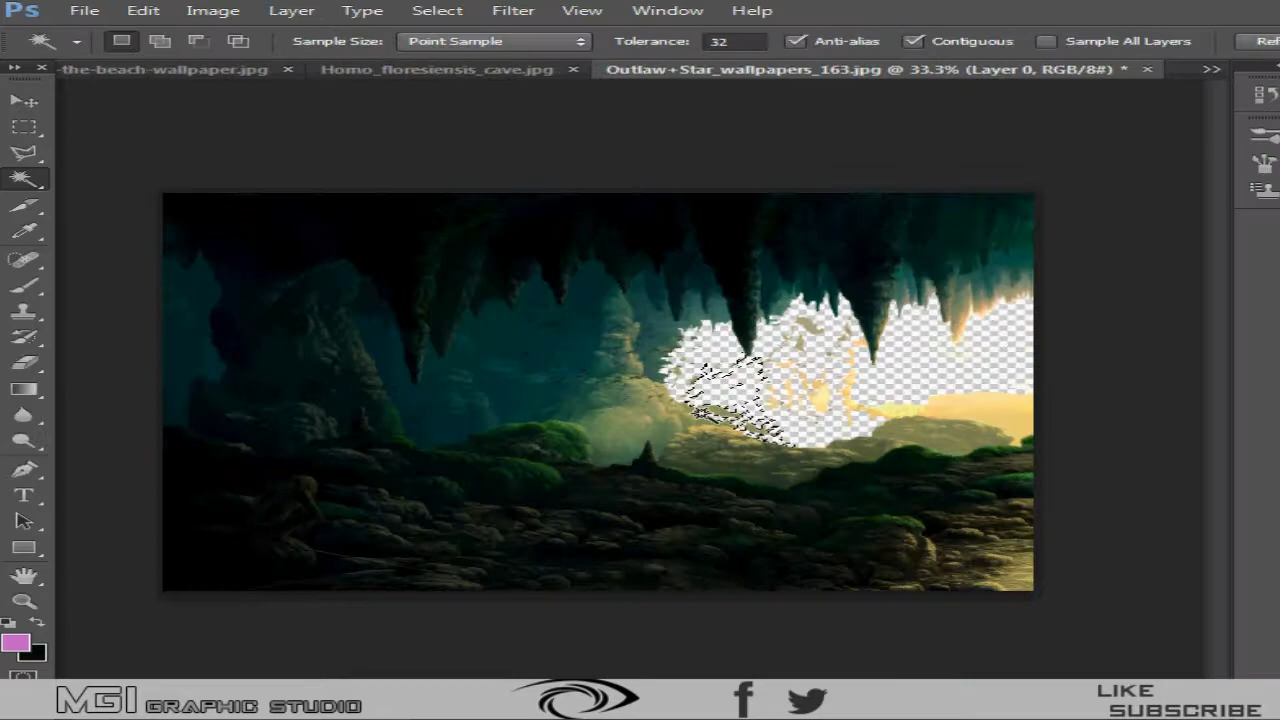 Ps File Edit Image Layer Type Select Filter View Window Help
Sample Size: Point Sample Tolerance: 32 Anti-alias Contiguous Sample All Layers Ref
-the-beach-wallpaper.jpg × Homo_floresiensis_cave.jpg × Outlaw+Star_wallpapers_163.jpg @ 33.3% (Layer 0, RGB/8#) * × >>
T
MGI GRAPHIC STUDIO
LIKE
SUBSCRIBE